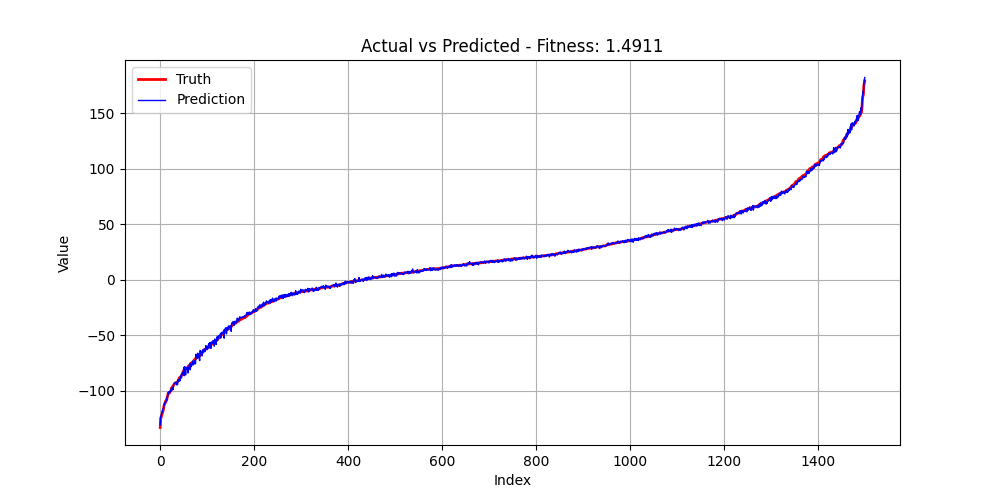 Actual vs Predicted - Fitness: 1.4911
Truth
Prediction
150
100
50
0
−50
−100
Value
0 200 400 600 800 1000 1200 1400
Index